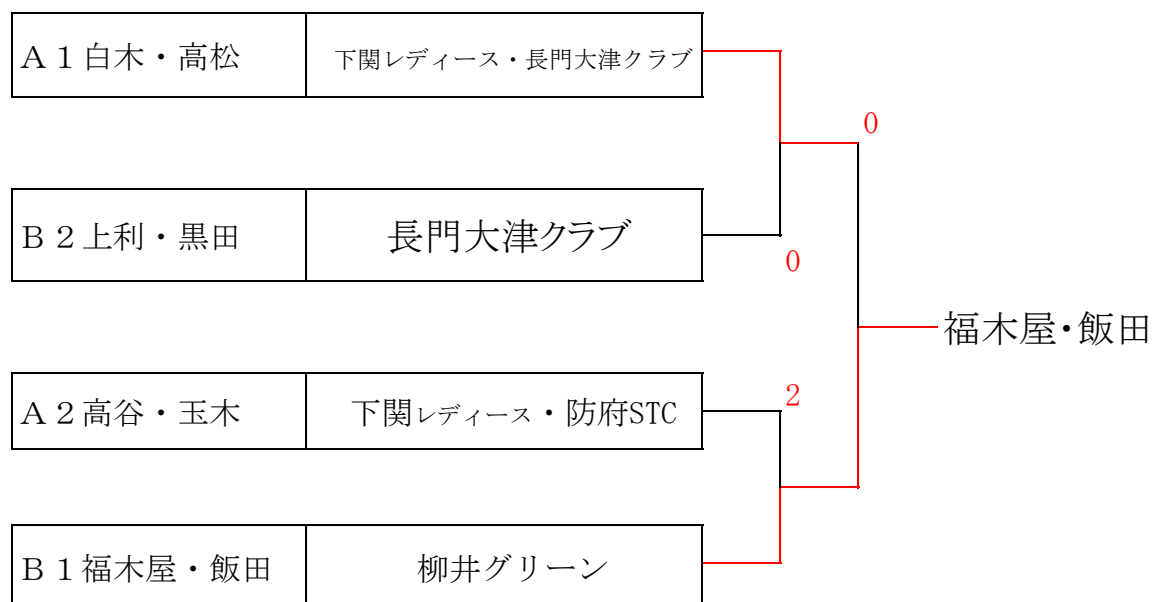 A1白木・高松 下関レディース・長門大津クラブ
0
B2上利・黒田 長門大津クラブ
0
福木屋・飯田
A2高谷・玉木 下関レディース・防府STC
2
B1福木屋・飯田 柳井グリーン